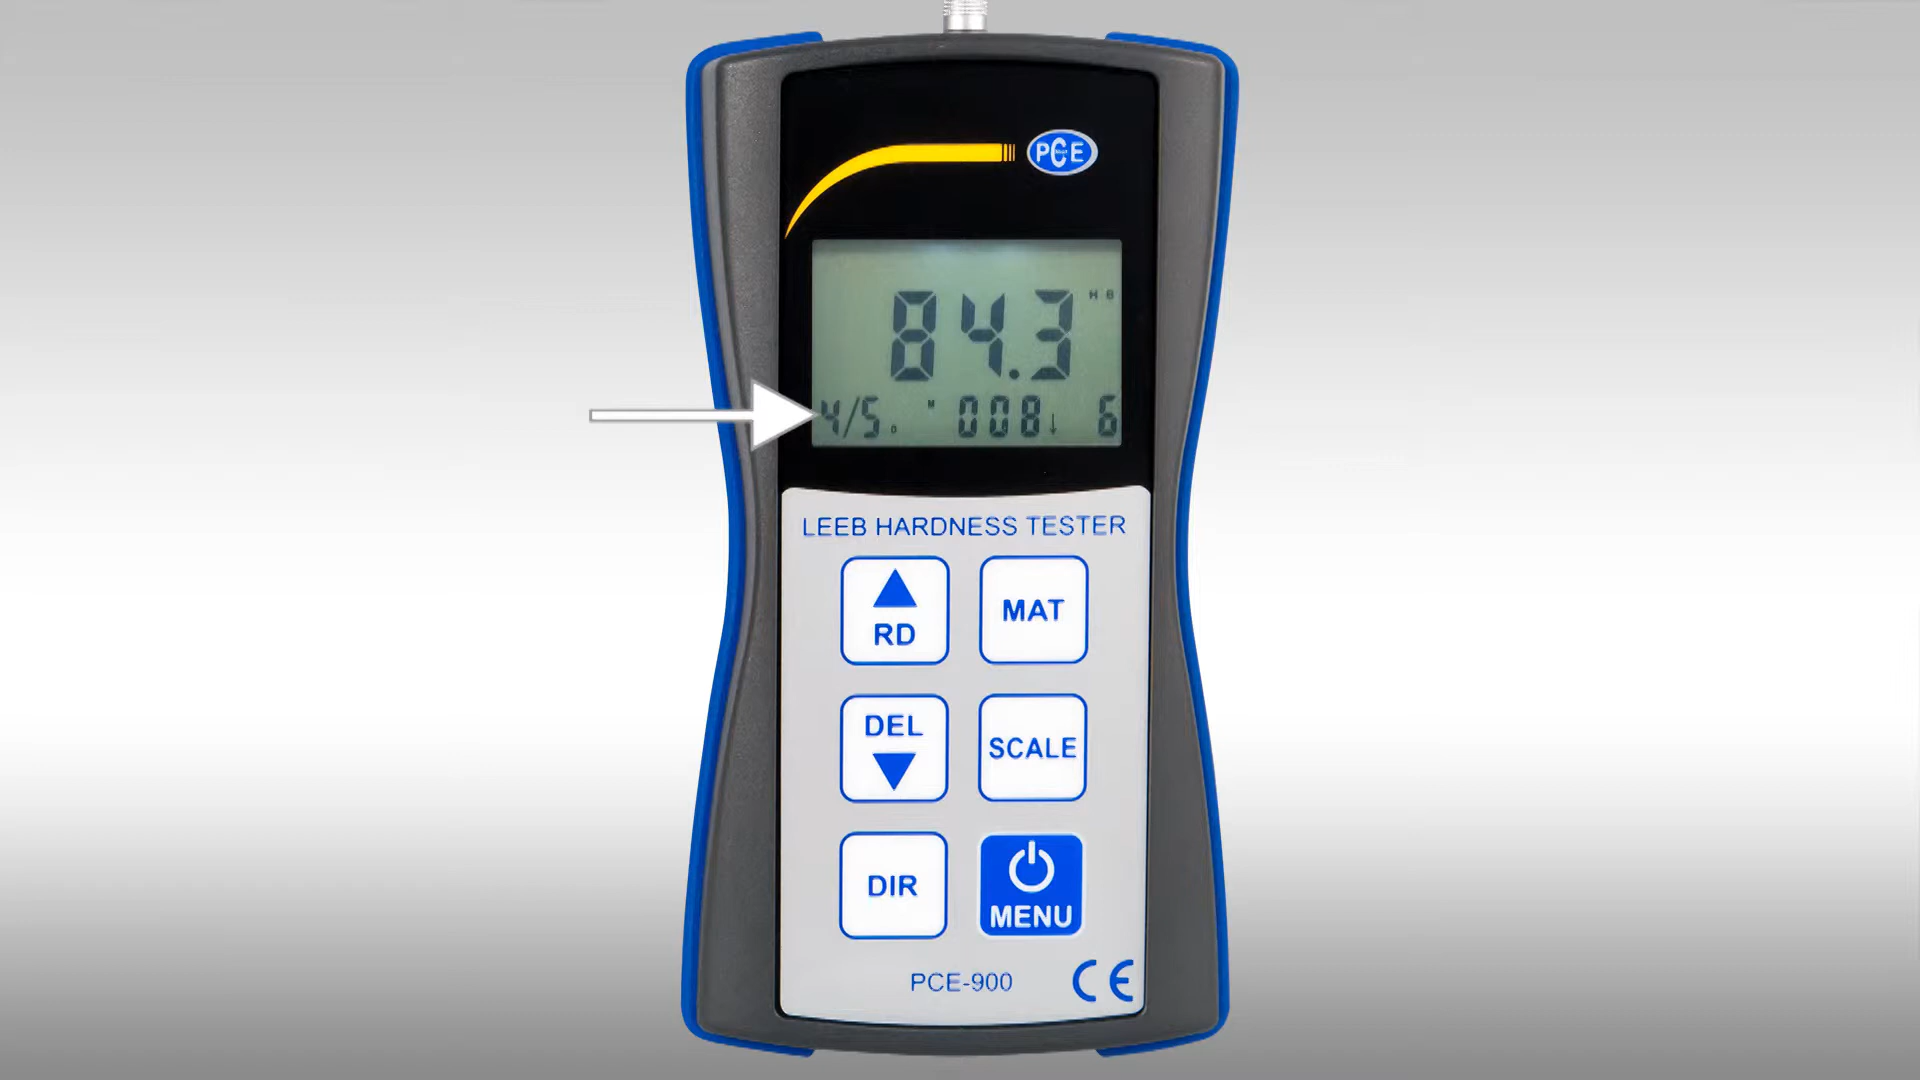 PCE
HB
84.3
4/5 D M 008↓ 6
LEEB HARDNESS TESTER
RD
MAT
DEL
SCALE
DIR
MENU
PCE-900
CE